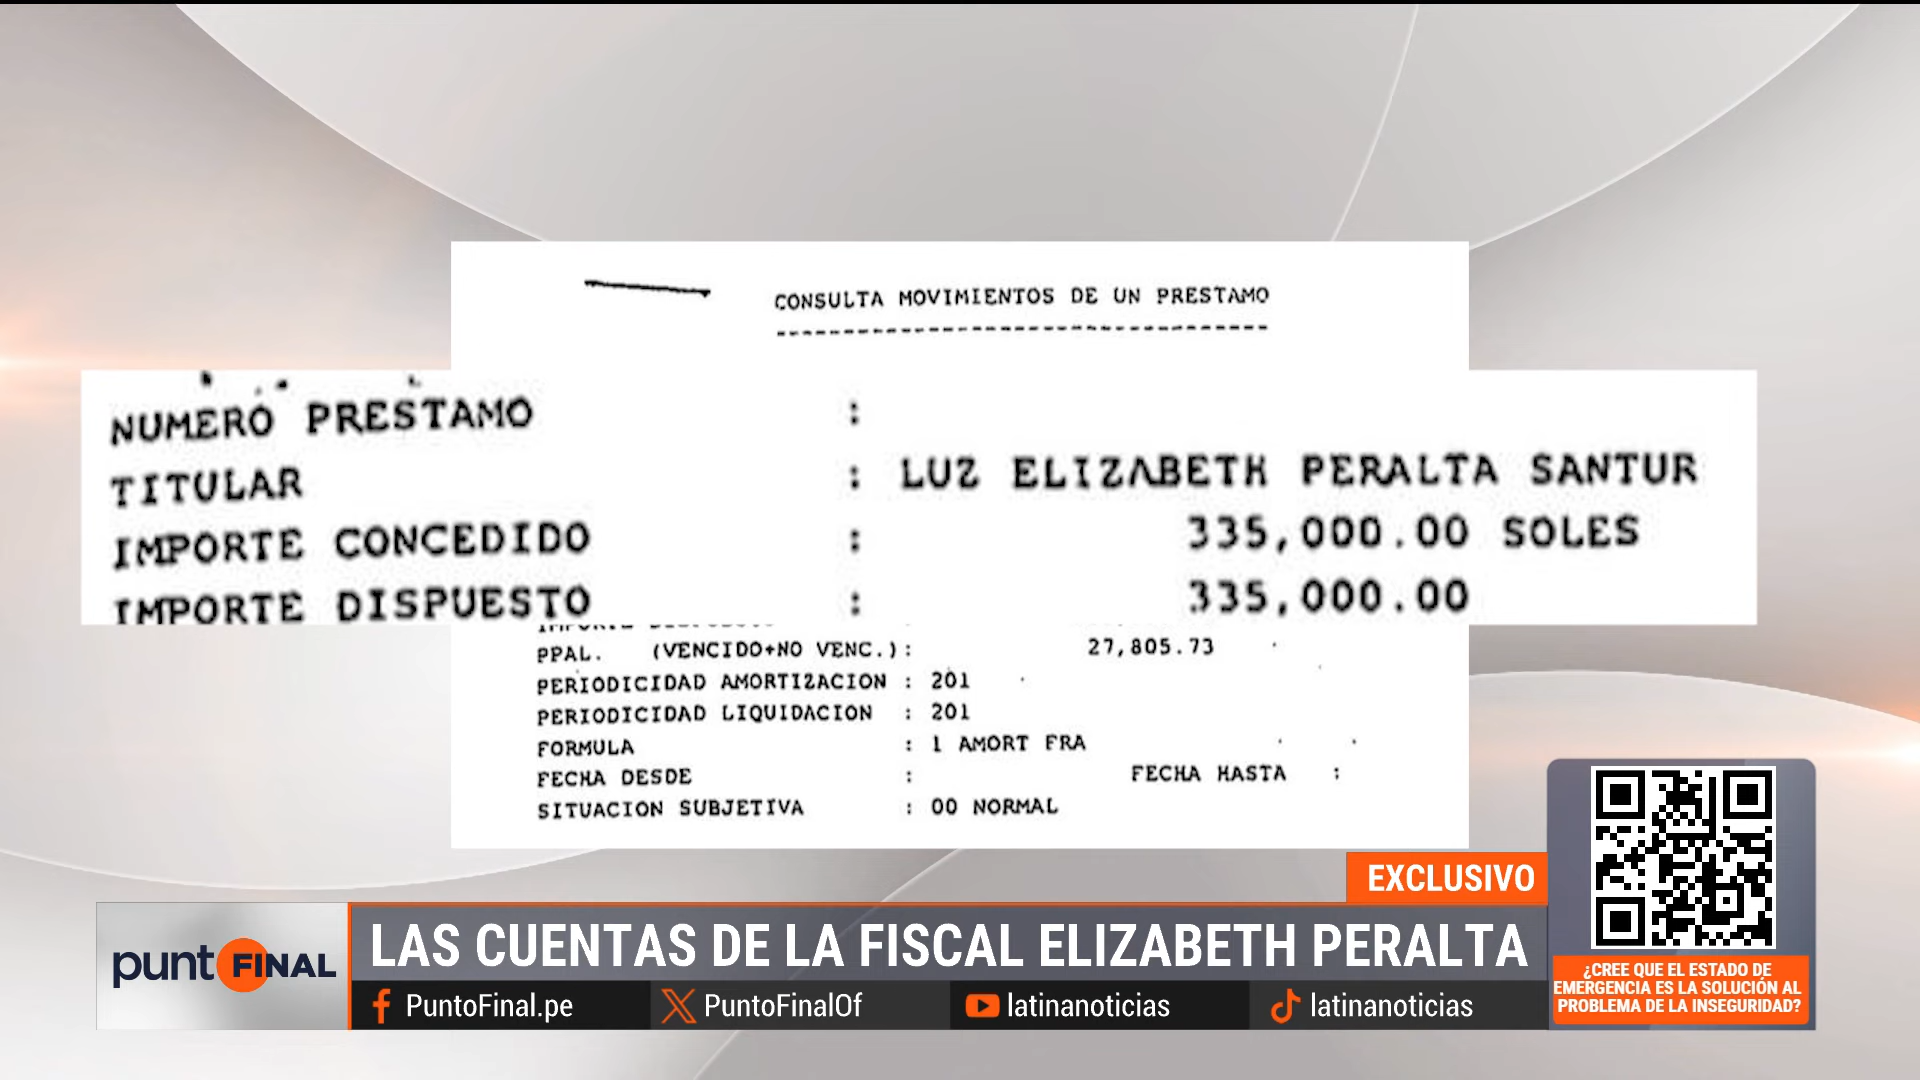 CONSULTA MOVIMIENTOS DE UN PRESTAMO
NUMERO PRESTAMO :
TITULAR : LUZ ELIZABETH PERALTA SANTUR
IMPORTE CONCEDIDO : 335,000.00 SOLES
IMPORTE DISPUESTO : 335,000.00
PPAL. (VENCIDO+NO VENC.): 27,805.73
PERIODICIDAD AMORTIZACION : 201
PERIODICIDAD LIQUIDACION : 201
FORMULA : 1 AMORT FRA
FECHA DESDE : FECHA HASTA :
SITUACION SUBJETIVA : 00 NORMAL
EXCLUSIVO
punto FINAL
LAS CUENTAS DE LA FISCAL ELIZABETH PERALTA
PuntoFinal.pe PuntoFinalOf latinanoticias latinanoticias
¿CREE QUE EL ESTADO DE
EMERGENCIA ES LA SOLUCIÓN AL
PROBLEMA DE LA INSEGURIDAD?